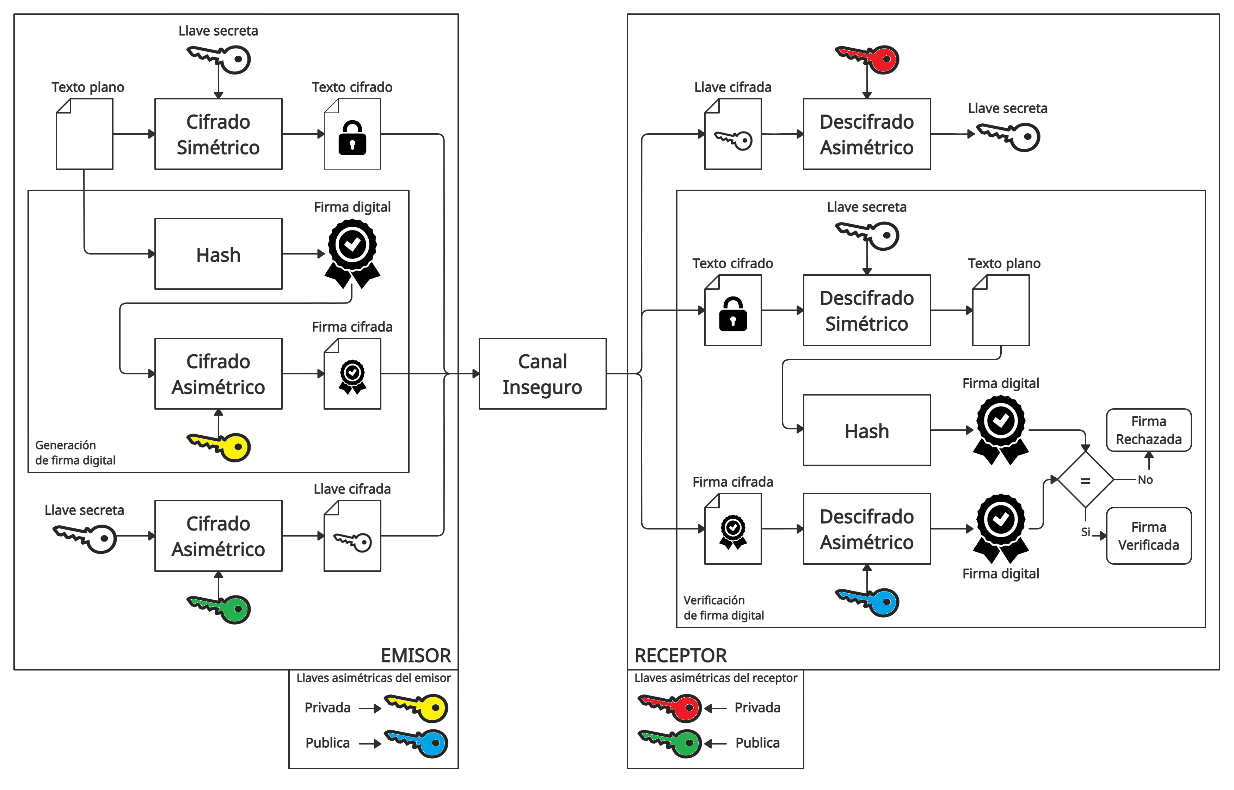 Llave secreta
Texto plano
Texto cifrado
Cifrado
Simétrico
Firma digital
Hash
Firma cifrada
Cifrado
Asimétrico
Generación
de firma digital
Llave secreta
Llave cifrada
Cifrado
Asimétrico
EMISOR
Llaves asimétricas del emisor
Privada
Publica
Canal
Inseguro
Llave cifrada
Descifrado
Asimétrico
Llave secreta
Llave secreta
Texto cifrado
Descifrado
Simétrico
Texto plano
Firma digital
Hash
Firma
Rechazada
=
No
Si
Firma
Verificada
Firma cifrada
Descifrado
Asimétrico
Firma digital
Verificación
de firma digital
RECEPTOR
Llaves asimétricas del receptor
Privada
Publica